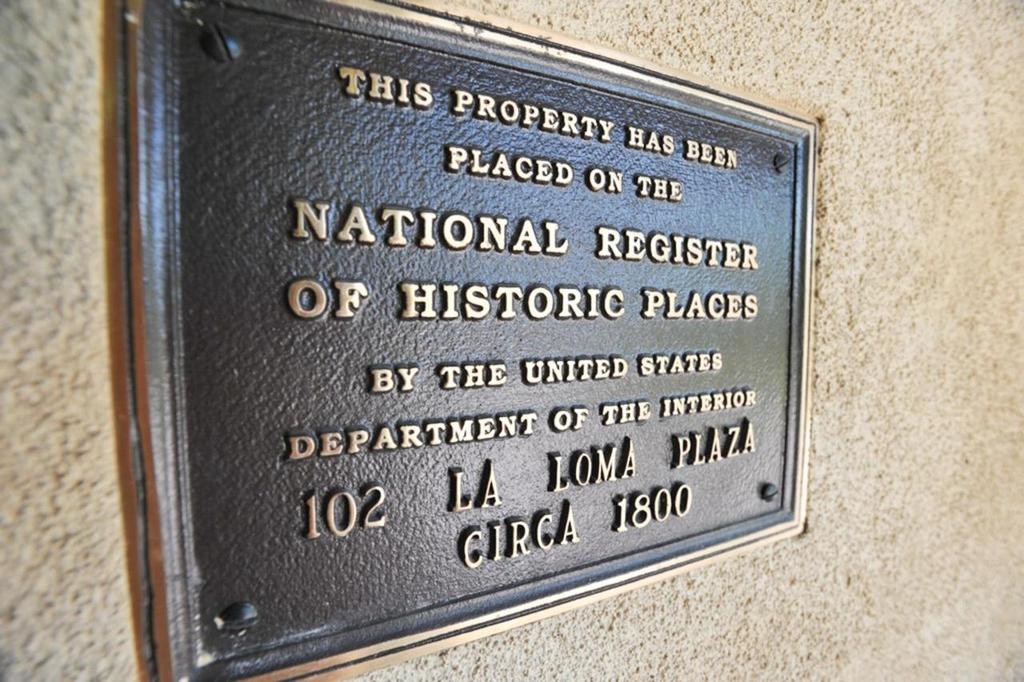 THIS PROPERTY HAS BEEN
PLACED ON THE
NATIONAL REGISTER
OF HISTORIC PLACES
BY THE UNITED STATES
DEPARTMENT OF THE INTERIOR
102 LA LOMA PLAZA
CIRCA 1800